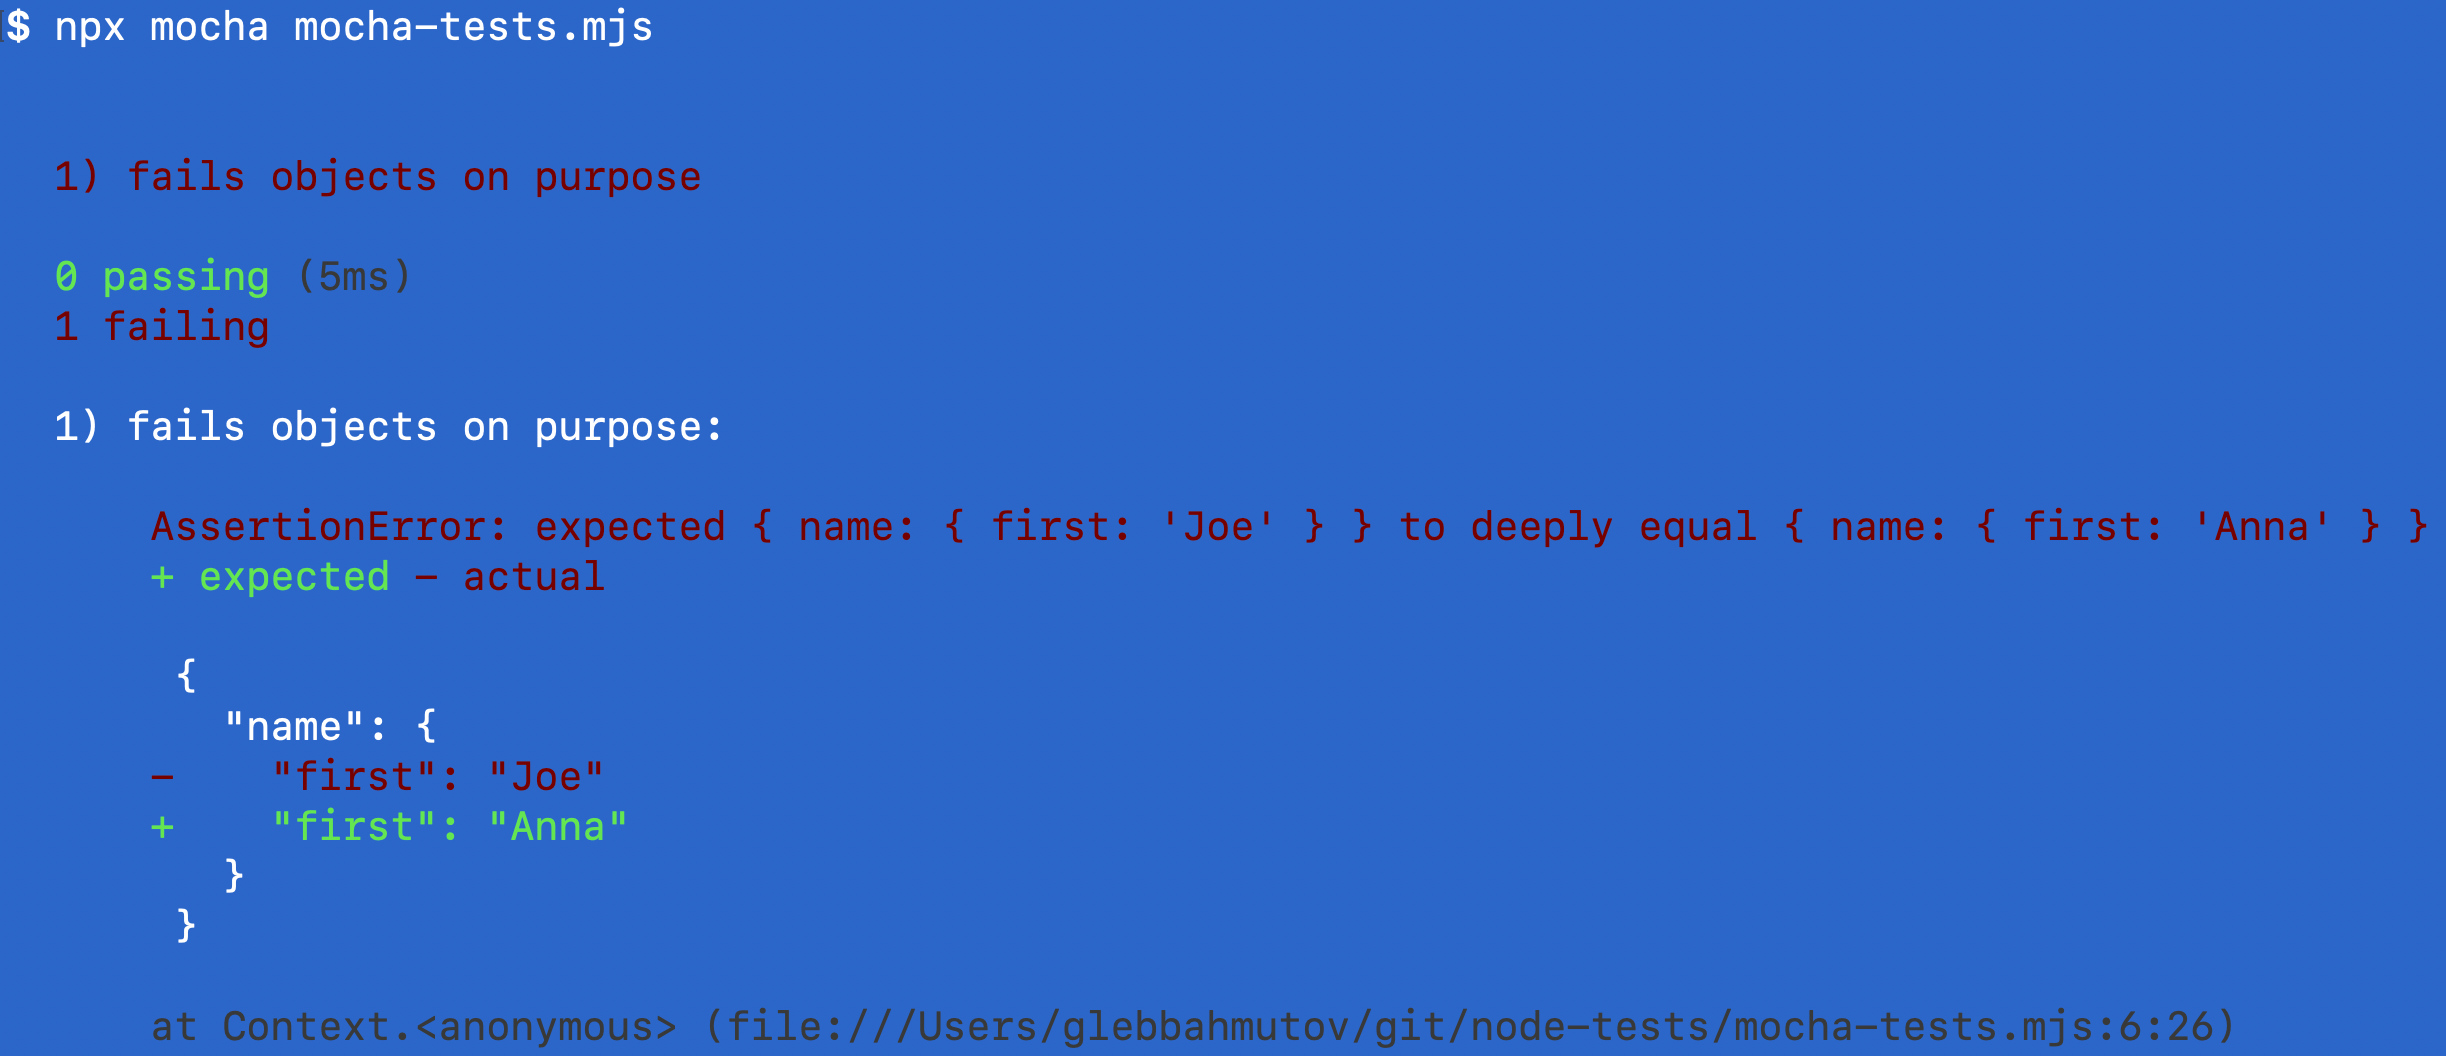 $ npx mocha mocha-tests.mjs
1) fails objects on purpose
0 passing (5ms)
1 failing
1) fails objects on purpose:
AssertionError: expected { name: { first: 'Joe' } } to deeply equal { name: { first: 'Anna' } }
+ expected - actual
{
"name": {
-    "first": "Joe"
+    "first": "Anna"
}
}
at Context.<anonymous> (file:///Users/glebbahmutov/git/node-tests/mocha-tests.mjs:6:26)